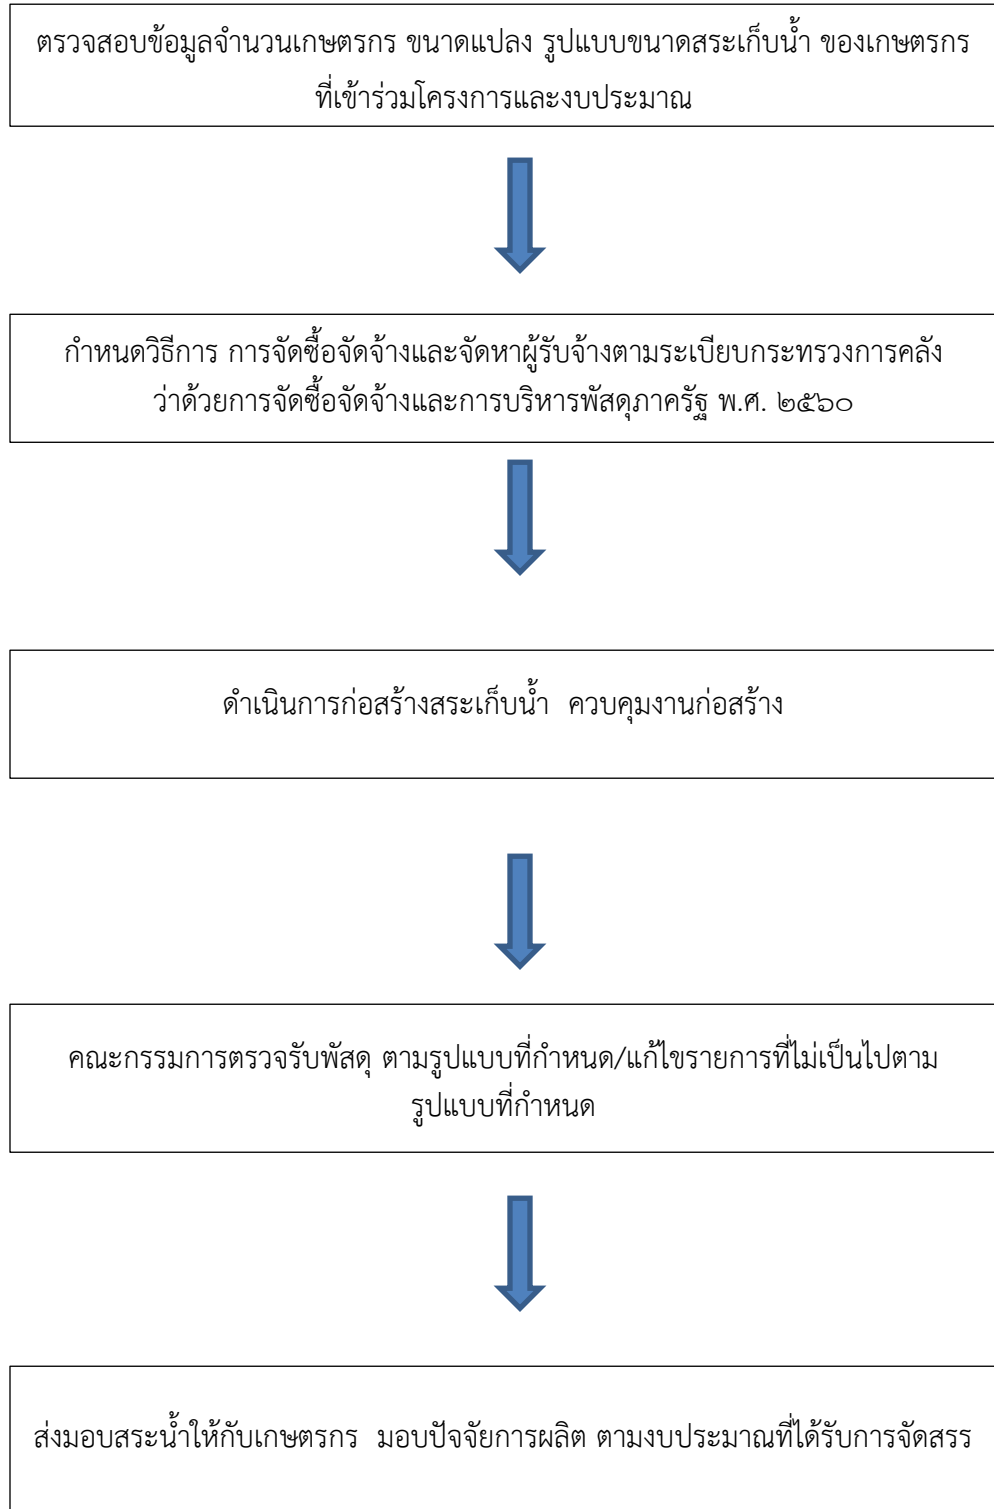 ตรวจสอบข้อมูลจำนวนเกษตรกร ขนาดแปลง รูปแบบขนาดสระเก็บน้ำ ของเกษตรกร
ที่เข้าร่วมโครงการและงบประมาณ
กำหนดวิธีการ การจัดซื้อจัดจ้างและจัดหาผู้รับจ้างตามระเบียบกระทรวงการคลัง
ว่าด้วยการจัดซื้อจัดจ้างและการบริหารพัสดุภาครัฐ พ.ศ. ๒๕๖๐
ดำเนินการก่อสร้างสระเก็บน้ำ  ควบคุมงานก่อสร้าง
คณะกรรมการตรวจรับพัสดุ ตามรูปแบบที่กำหนด/แก้ไขรายการที่ไม่เป็นไปตาม
รูปแบบที่กำหนด
ส่งมอบสระน้ำให้กับเกษตรกร  มอบปัจจัยการผลิต ตามงบประมาณที่ได้รับการจัดสรร